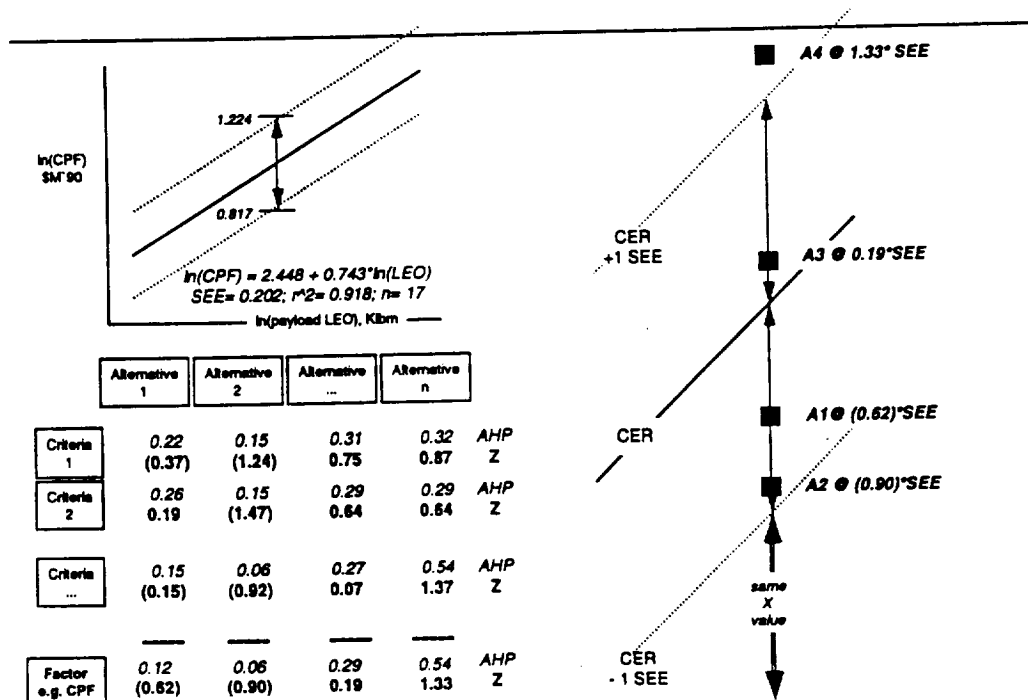 A4 @ 1.33* SEE
1.224
ln(CPF)
$M'90
0.817
CER
+1 SEE
A3 @ 0.19*SEE
ln(CPF) = 2.448 + 0.743*ln(LEO)
SEE= 0.202; r^2= 0.918; n= 17
ln(payload LEO), Klbm
Alternative
1
Alternative
2
Alternative
...
Alternative
n
A1 @ (0.62)*SEE
CER
Criteria
1
0.22 0.15 0.31 0.32 AHP
(0.37) (1.24) 0.75 0.87 Z
A2 @ (0.90)*SEE
Criteria
2
0.26 0.15 0.29 0.29 AHP
0.19 (1.47) 0.64 0.64 Z
Criteria
...
0.15 0.06 0.27 0.54 AHP
(0.15) (0.92) 0.07 1.37 Z
same
X
value
Factor
e.g. CPF
0.12 0.06 0.29 0.54 AHP
(0.62) (0.90) 0.19 1.33 Z
CER
- 1 SEE